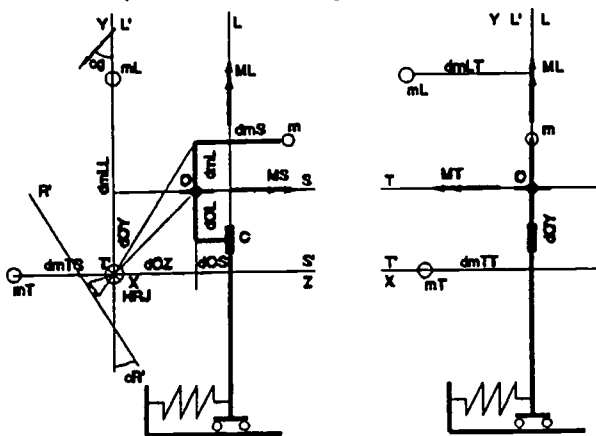 Y L' L
Y L' L
αg
mL
ML
ML
dmLT
mL
m
dmS
m
dmL
dmLL
O
MS
S
T
MT
O
R'
dOL
dOY
C
dOY
T'
dmTS
dOZ
dOS
S'
T'
mT
X
HRJ
Z
X
mT
dmTT
αR'